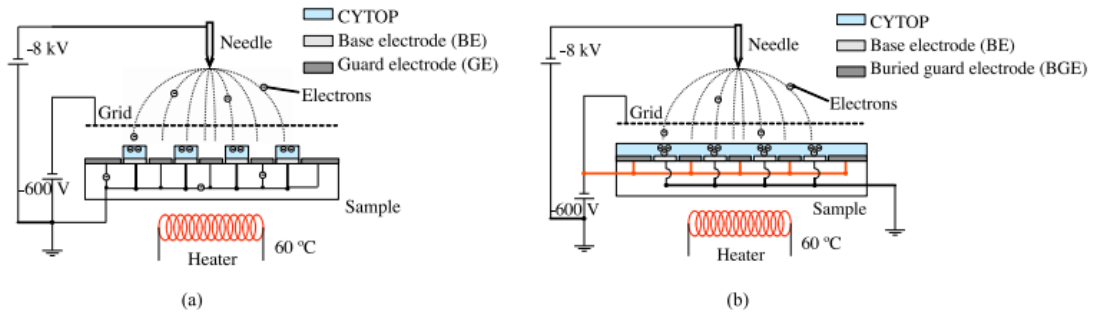 -8 kV
Needle
CYTOP
Base electrode (BE)
Guard electrode (GE)
Electrons
Grid
-600 V
Sample
60 ºC
Heater
(a)
-8 kV
Needle
CYTOP
Base electrode (BE)
Buried guard electrode (BGE)
Electrons
Grid
-600 V
Sample
60 ºC
Heater
(b)